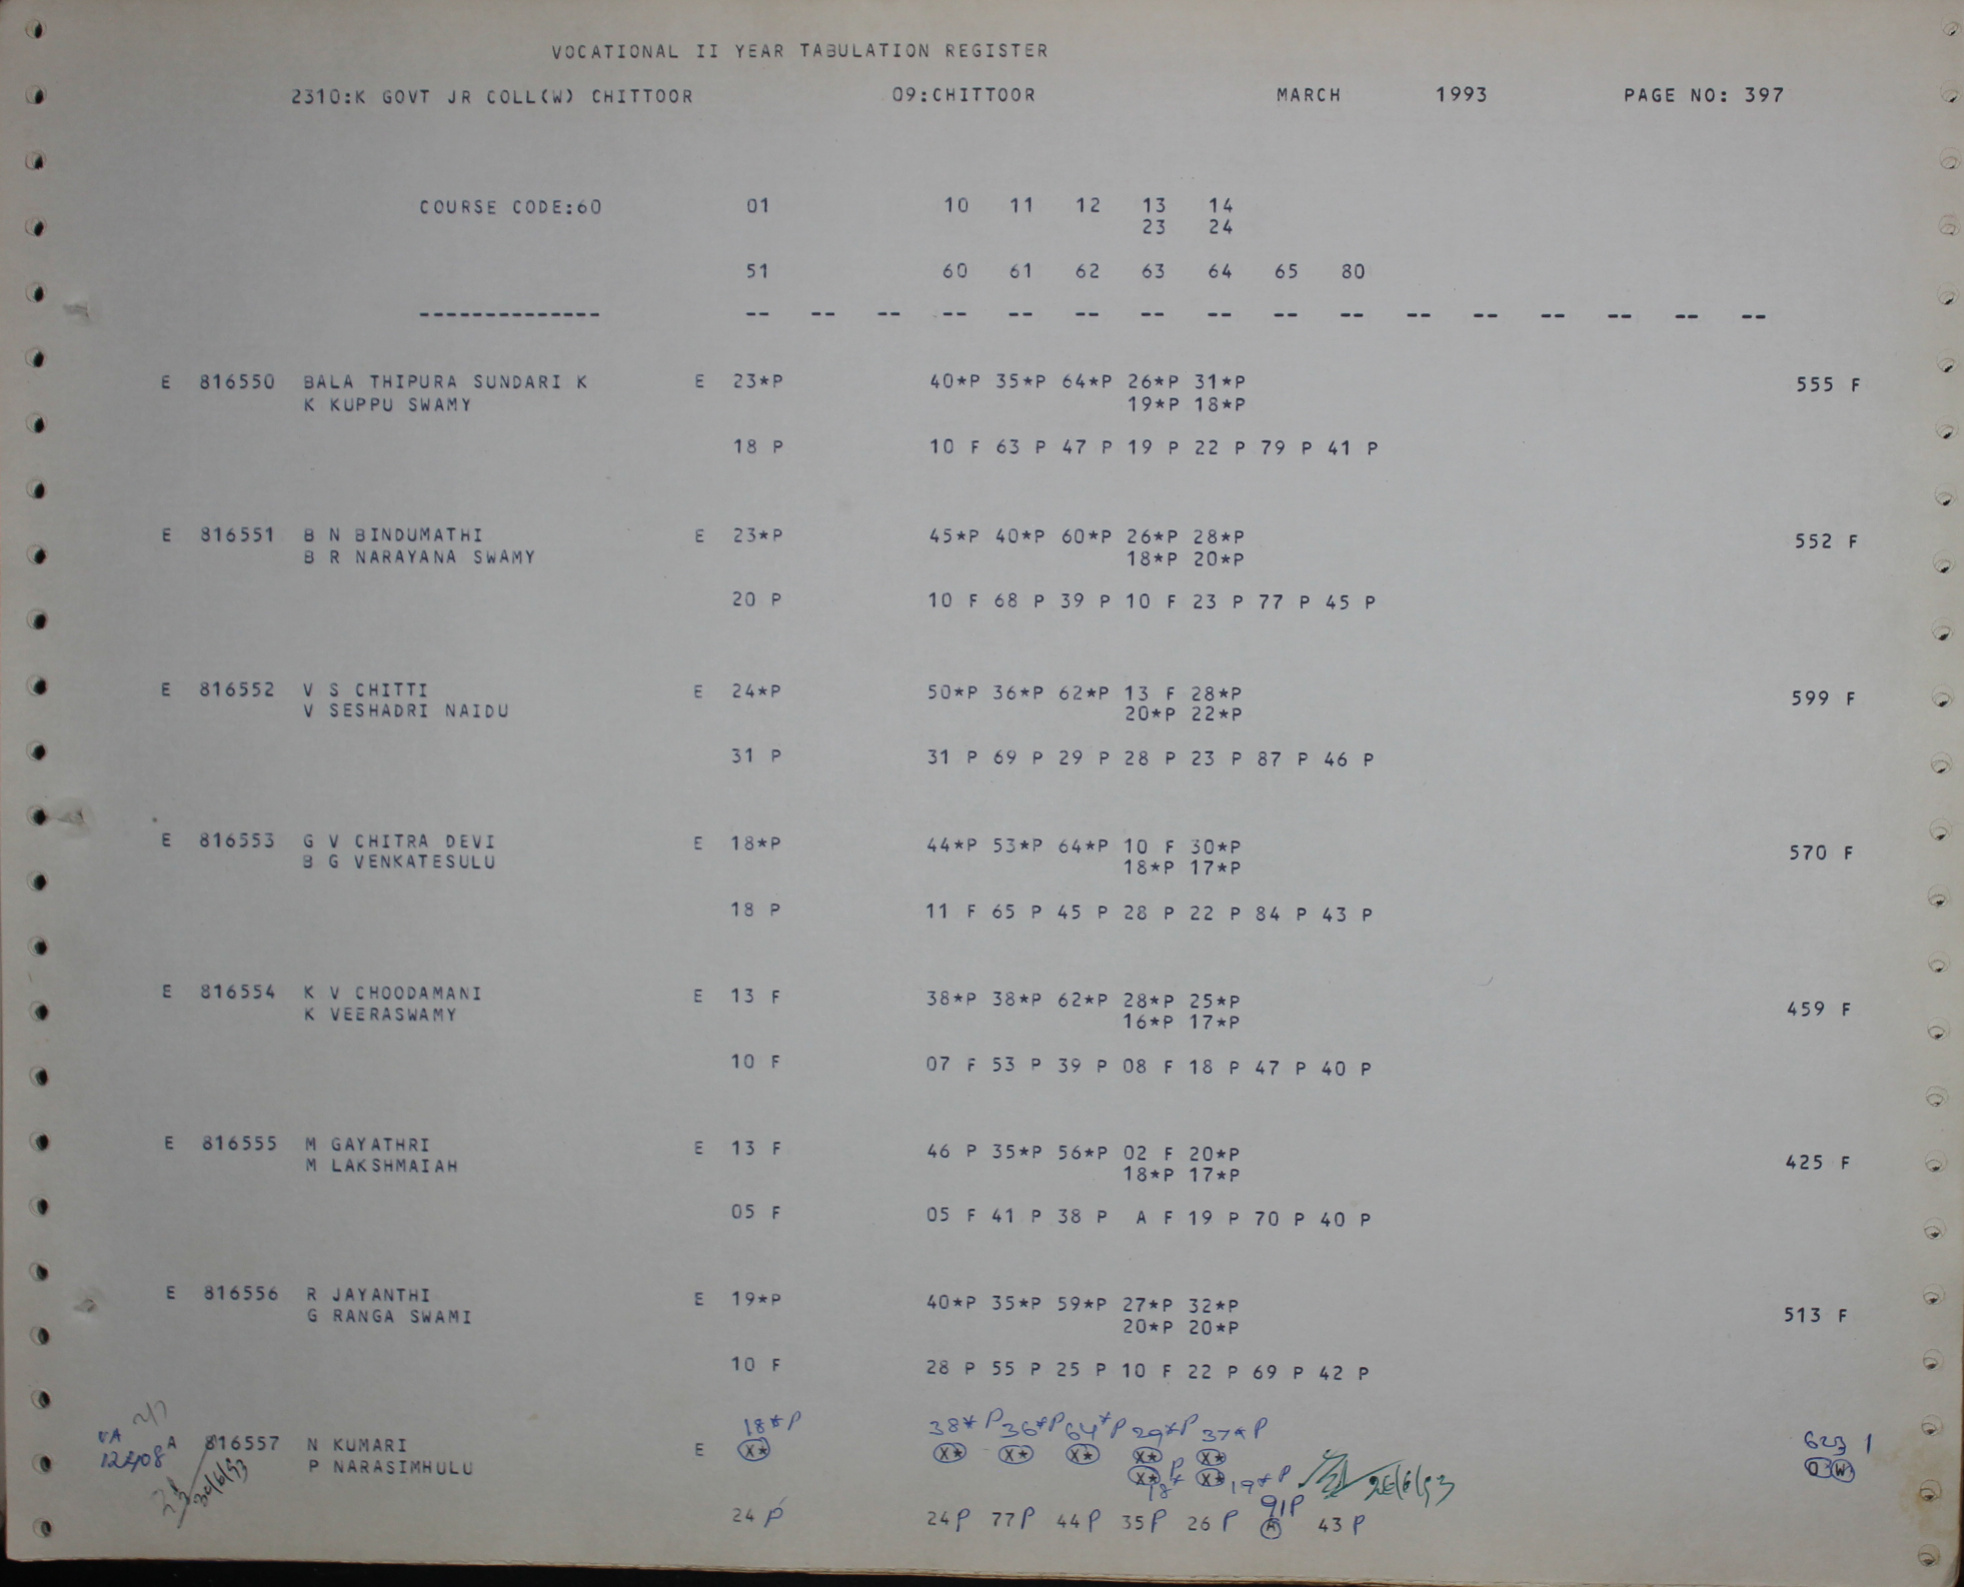 VOCATIONAL II YEAR TABULATION REGISTER
2310:K GOVT JR COLL(W) CHITTOOR 09:CHITTOOR MARCH 1993 PAGE NO: 397
COURSE CODE:60 01 10 11 12 13 14
23 24
51 60 61 62 63 64 65 80
-------------- -- -- -- -- -- -- -- -- -- -- -- -- -- -- -- --
E 816550 BALA THIPURA SUNDARI K E 23*P 40*P 35*P 64*P 26*P 31*P 555 F
K KUPPU SWAMY 19*P 18*P
18 P 10 F 63 P 47 P 19 P 22 P 79 P 41 P
E 816551 B N BINDUMATHI E 23*P 45*P 40*P 60*P 26*P 28*P 552 F
B R NARAYANA SWAMY 18*P 20*P
20 P 10 F 68 P 39 P 10 F 23 P 77 P 45 P
E 816552 V S CHITTI E 24*P 50*P 36*P 62*P 13 F 28*P 599 F
V SESHADRI NAIDU 20*P 22*P
31 P 31 P 69 P 29 P 28 P 23 P 87 P 46 P
E 816553 G V CHITRA DEVI E 18*P 44*P 53*P 64*P 10 F 30*P 570 F
B G VENKATESULU 18*P 17*P
18 P 11 F 65 P 45 P 28 P 22 P 84 P 43 P
E 816554 K V CHOODAMANI E 13 F 38*P 38*P 62*P 28*P 25*P 459 F
K VEERASWAMY 16*P 17*P
10 F 07 F 53 P 39 P 08 F 18 P 47 P 40 P
E 816555 M GAYATHRI E 13 F 46 P 35*P 56*P 02 F 20*P 425 F
M LAKSHMAIAH 18*P 17*P
05 F 05 F 41 P 38 P A F 19 P 70 P 40 P
E 816556 R JAYANTHI E 19*P 40*P 35*P 59*P 27*P 32*P 513 F
G RANGA SWAMI 20*P 20*P
10 F 28 P 55 P 25 P 10 F 22 P 69 P 42 P
18*P 38*P 36*P 64*P 29*P 37*P
A 816557 N KUMARI E X* X* X* X* X* X* 623 1
P NARASIMHULU X* X* 19*P 26/6/93 W
18* P
91P
24 P 24P 77P 44P 35P 26 P A 43 P